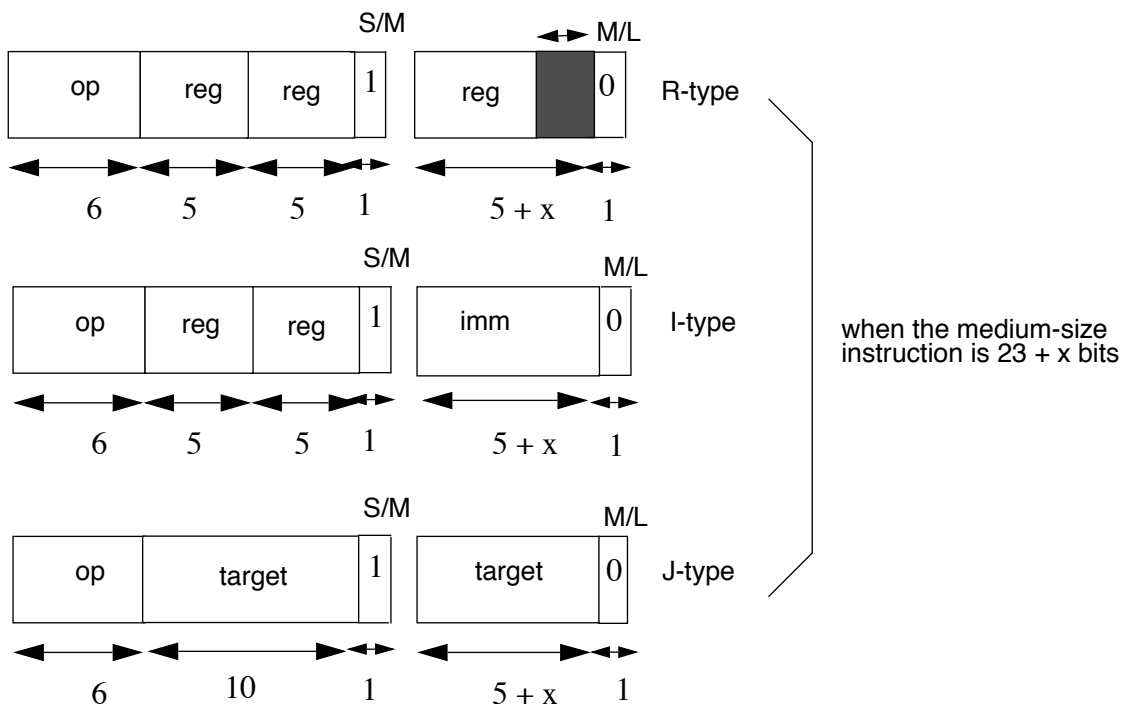 S/M M/L
op reg reg 1 reg 0 R-type
6 5 5 1 5 + x 1
S/M M/L
op reg reg 1 imm 0 I-type
6 5 5 1 5 + x 1
when the medium-size
instruction is 23 + x bits
S/M M/L
op target 1 target 0 J-type
6 10 1 5 + x 1